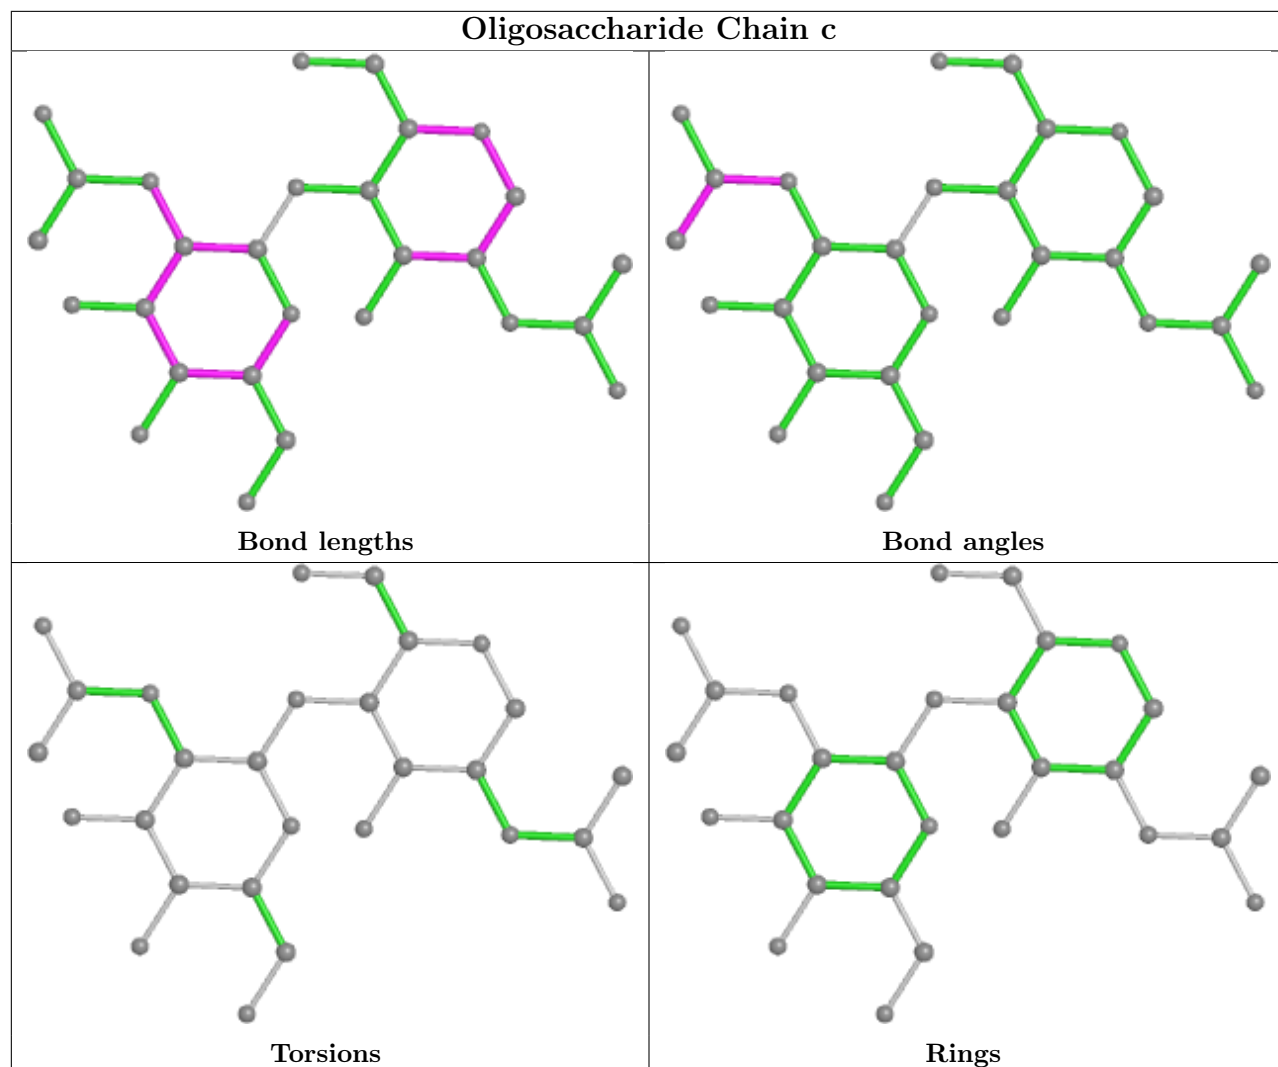 Oligosaccharide Chain c
Bond lengths
Bond angles
Torsions
Rings